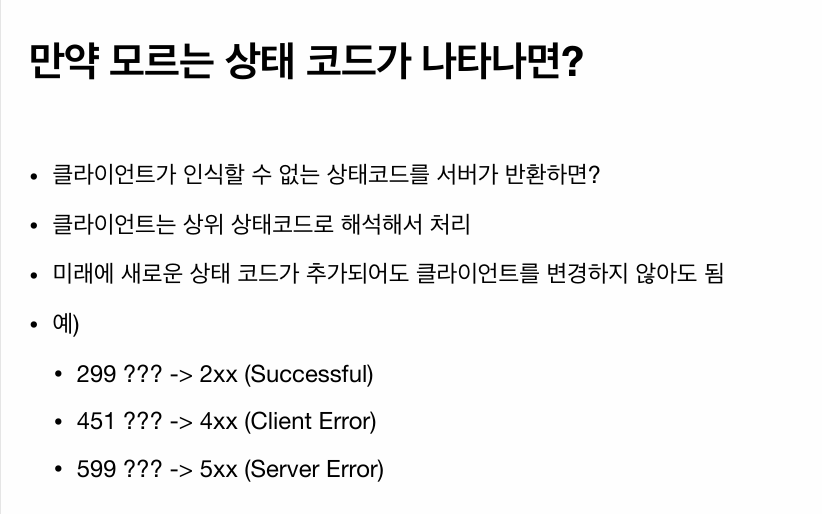 만약 모르는 상태 코드가 나타나면?
• 클라이언트가 인식할 수 없는 상태코드를 서버가 반환하면?
• 클라이언트는 상위 상태코드로 해석해서 처리
• 미래에 새로운 상태 코드가 추가되어도 클라이언트를 변경하지 않아도 됨
• 예)
• 299 ??? -> 2xx (Successful)
• 451 ??? -> 4xx (Client Error)
• 599 ??? -> 5xx (Server Error)